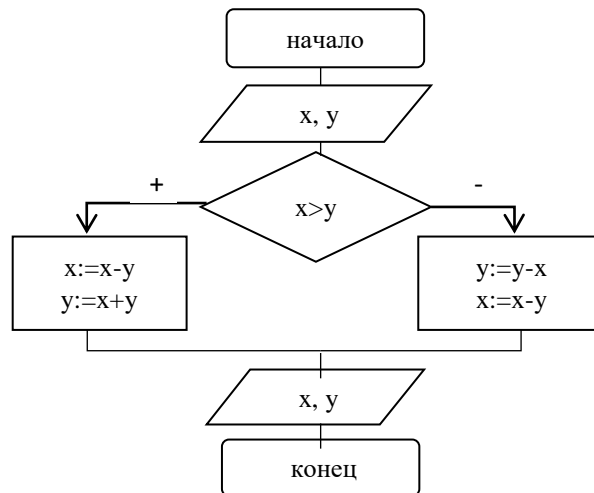 начало
x, y
+
x>y
-
x:=x-y
y:=x+y
y:=y-x
x:=x-y
x, y
конец